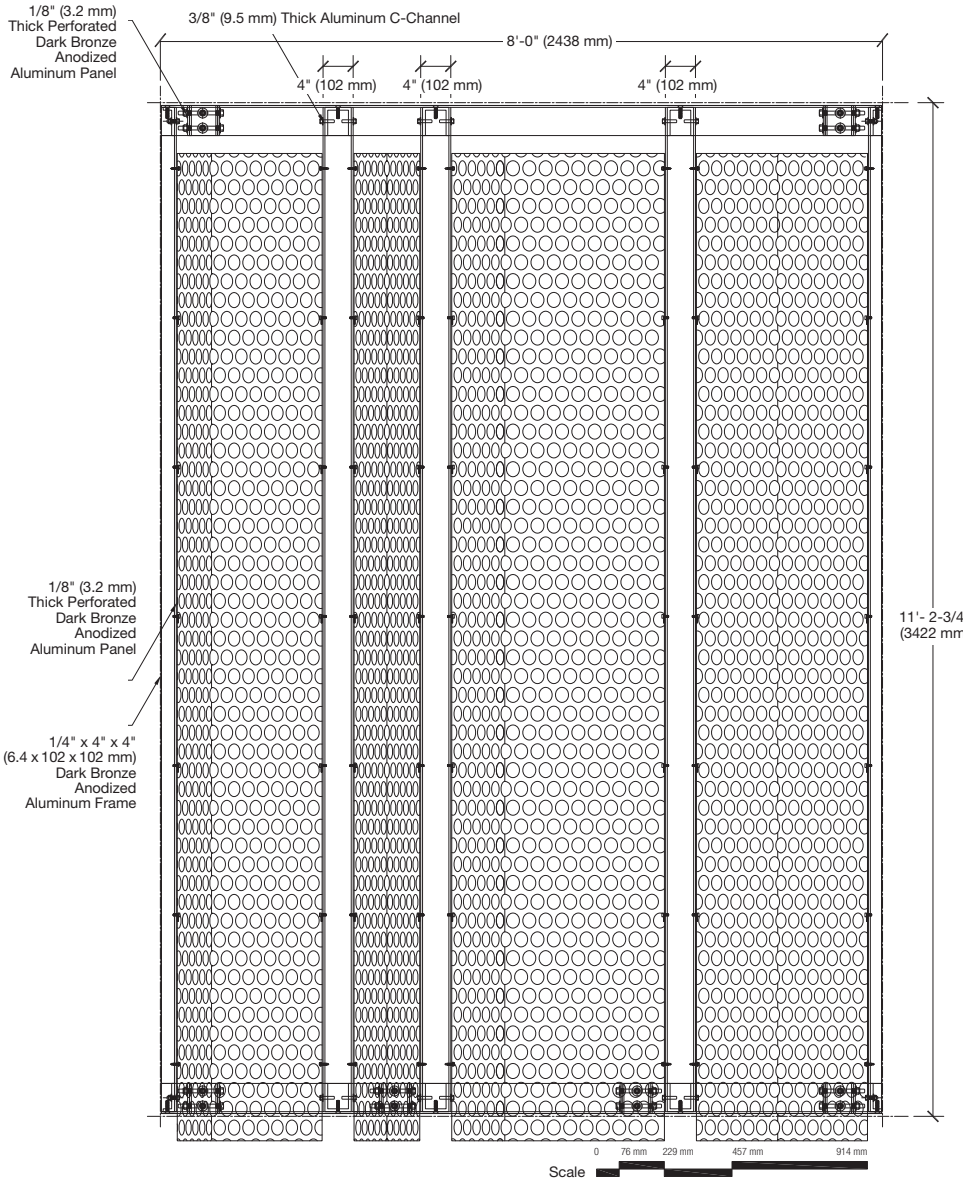 1/8" (3.2 mm)
Thick Perforated
Dark Bronze
Anodized
Aluminum Panel
3/8" (9.5 mm) Thick Aluminum C-Channel
8'-0" (2438 mm)
4" (102 mm)
4" (102 mm)
4" (102 mm)
1/8" (3.2 mm)
Thick Perforated
Dark Bronze
Anodized
Aluminum Panel
11'- 2-3/4
(3422 mm
1/4" x 4" x 4"
(6.4 x 102 x 102 mm)
Dark Bronze
Anodized
Aluminum Frame
0 76 mm 229 mm 457 mm 914 mm
Scale